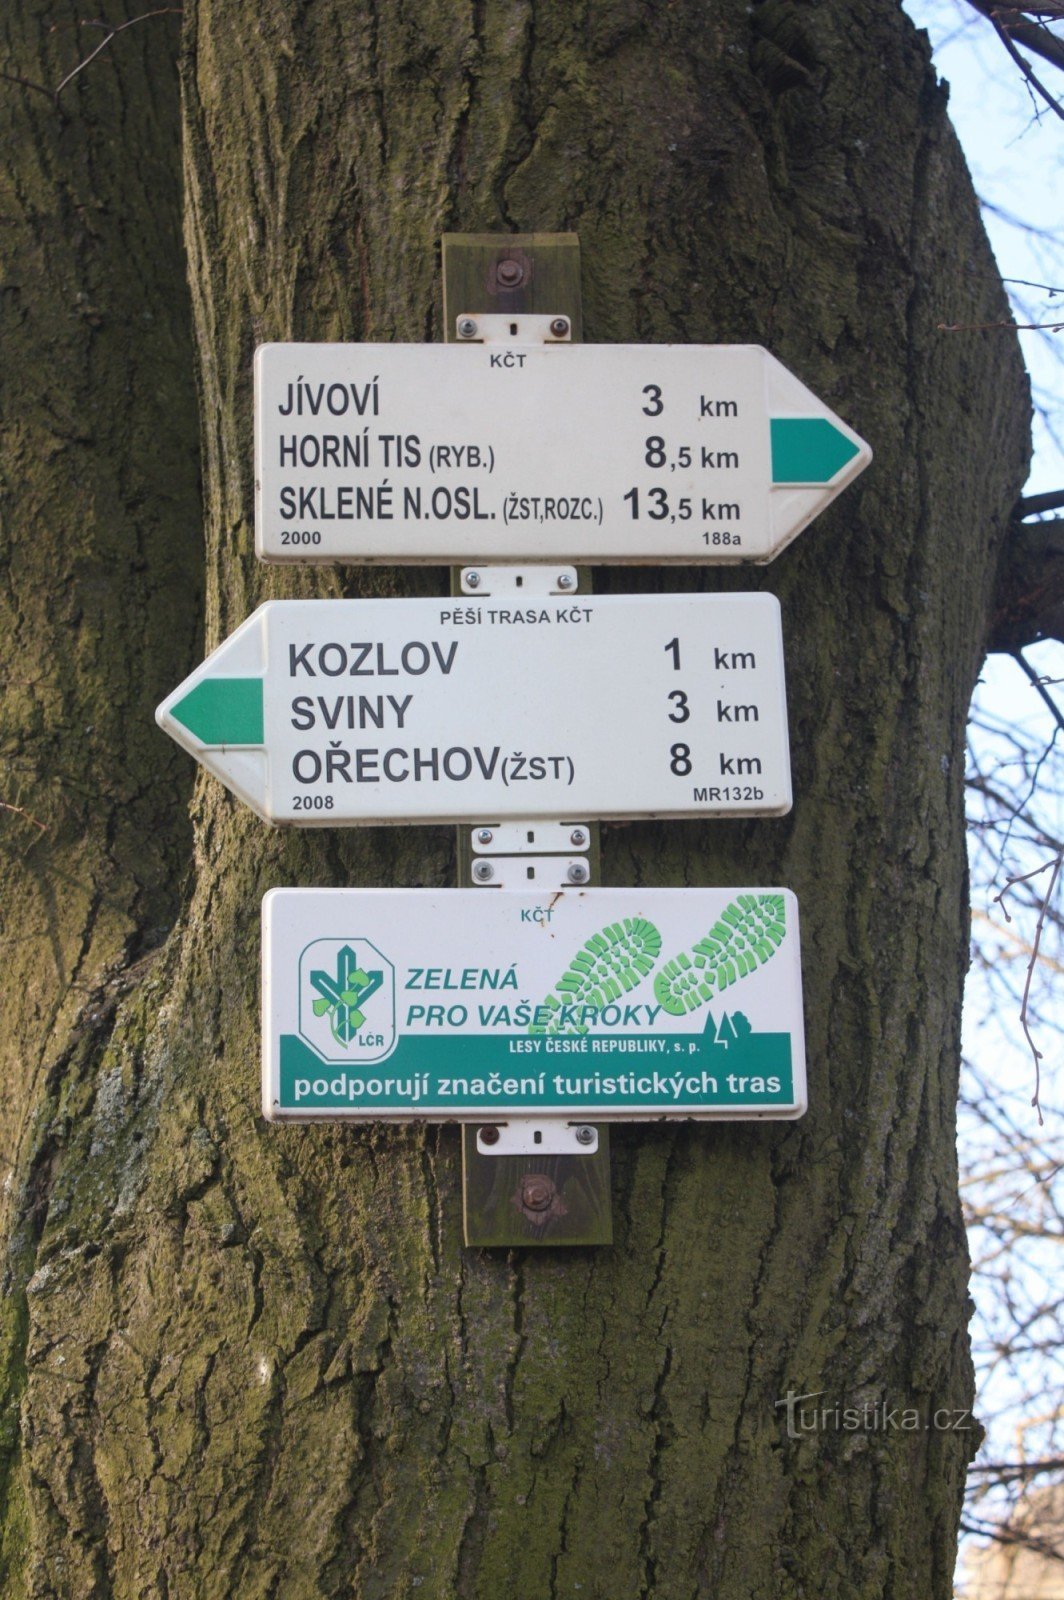 KČT
JÍVOVÍ 3 km
HORNÍ TIS (RYB.) 8,5 km
SKLENÉ N.OSL. (ŽST,ROZC.) 13,5 km
2000 188a
PĚŠÍ TRASA KČT
KOZLOV 1 km
SVINY 3 km
OŘECHOV(ŽST) 8 km
2008 MR132b
KČT
ZELENÁ
PRO VAŠE KROKY
LČR
LESY ČESKÉ REPUBLIKY, s. p.
podporují značení turistických tras
Turistika.cz